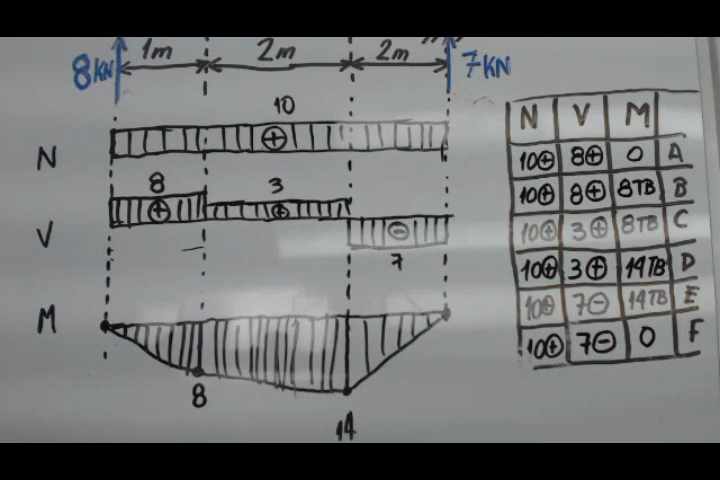 1m 2m 2m
8KN 7KN
10
N ⊕
8 3
V ⊕ ⊕ ⊖
7
M
8
14
N V M
10⊕ 8⊕ 0 A
10⊕ 8⊕ 8TB B
10⊕ 3⊕ 8TB C
10⊕ 3⊕ 14TB D
10⊕ 7⊖ 14TB E
10⊕ 7⊖ 0 F